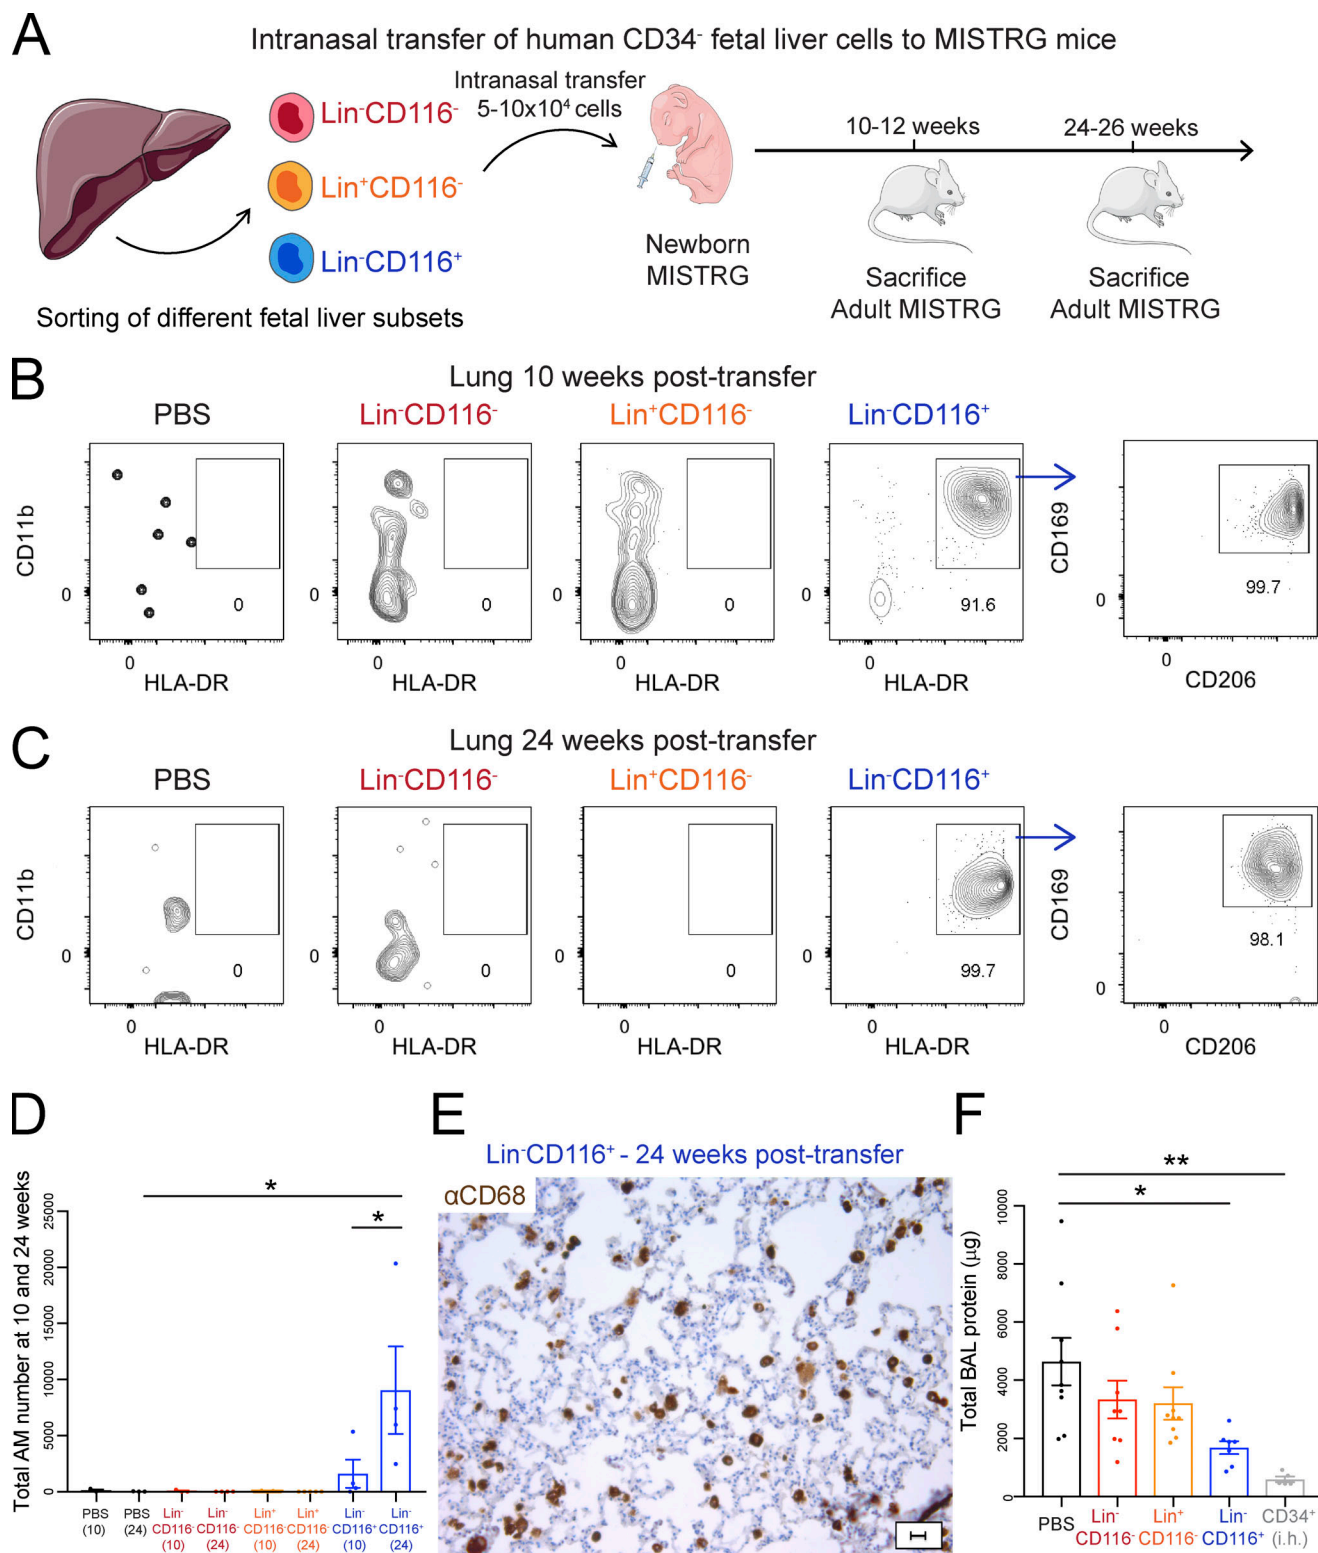 A
Intranasal transfer of human CD34⁻ fetal liver cells to MISTRG mice
Lin⁻CD116⁻
Lin⁺CD116⁻
Lin⁻CD116⁺
Intranasal transfer
5-10x10⁴ cells
10-12 weeks
24-26 weeks
Newborn
MISTRG
Sacrifice
Adult MISTRG
Sacrifice
Adult MISTRG
Sorting of different fetal liver subsets
B
Lung 10 weeks post-transfer
PBS
Lin⁻CD116⁻
Lin⁺CD116⁻
Lin⁻CD116⁺
CD11b
0
0
0
HLA-DR
0
0
HLA-DR
0
0
HLA-DR
91.6
0
0
HLA-DR
CD169
99.7
0
0
CD206
C
Lung 24 weeks post-transfer
PBS
Lin⁻CD116⁻
Lin⁺CD116⁻
Lin⁻CD116⁺
CD11b
0
0
0
HLA-DR
0
0
0
HLA-DR
0
0
0
HLA-DR
99.7
0
0
HLA-DR
CD169
98.1
0
0
CD206
D
Total AM number at 10 and 24 weeks
25000
20000
15000
10000
5000
0
*
*
PBS
(10)
PBS
(24)
Lin⁻
CD116⁻
(10)
Lin⁻
CD116⁻
(24)
Lin⁺
CD116⁻
(10)
Lin⁺
CD116⁻
(24)
Lin⁻
CD116⁺
(10)
Lin⁻
CD116⁺
(24)
E
Lin⁻CD116⁺ - 24 weeks post-transfer
αCD68
F
Total BAL protein (µg)
10000
8000
6000
4000
2000
0
**
*
PBS
Lin⁻
CD116⁻
Lin⁺
CD116⁻
Lin⁻
CD116⁺
CD34⁺
(i.h.)